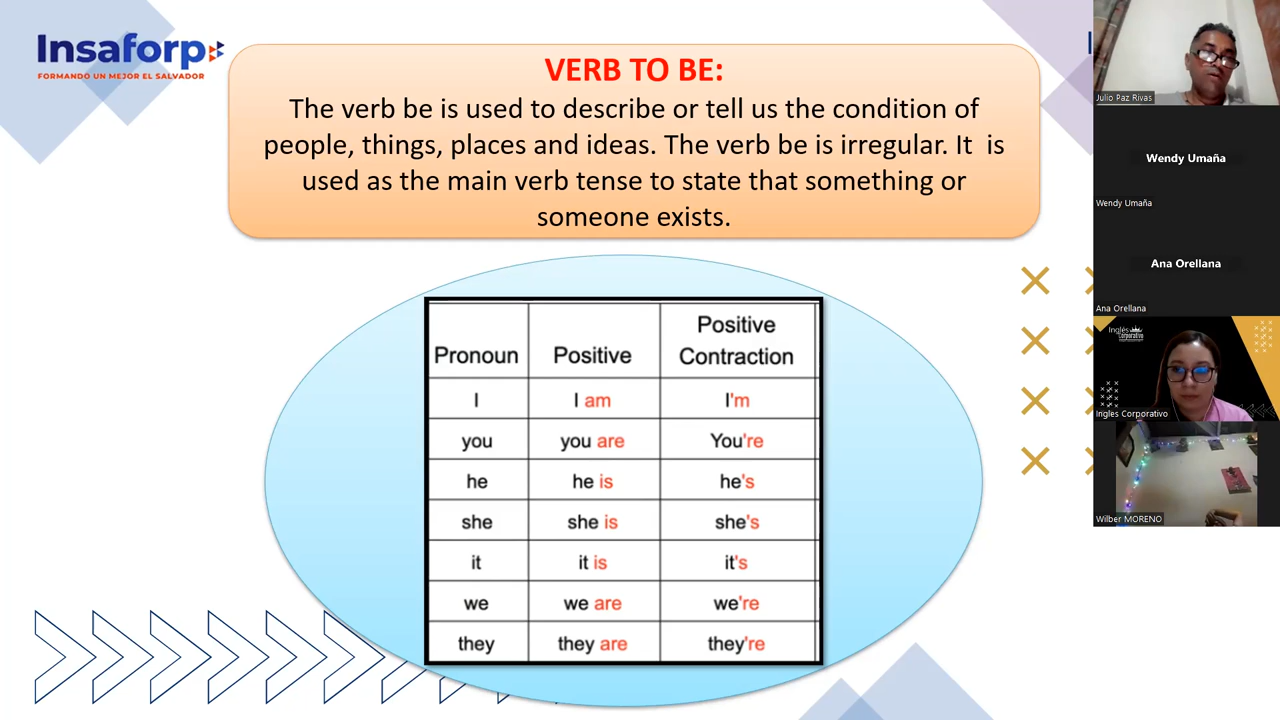 Insaforp
FORMANDO UN MEJOR EL SALVADOR
VERB TO BE:
The verb be is used to describe or tell us the condition of
people, things, places and ideas. The verb be is irregular. It  is
used as the main verb tense to state that something or
someone exists.
Pronoun Positive Positive Contraction
I I am I'm
you you are You're
he he is he's
she she is she's
it it is it's
we we are we're
they they are they're
Julio Paz Rivas
Wendy Umaña
Wendy Umaña
Ana Orellana
Ana Orellana
Inglés
Corporativo
Ingles Corporativo
Wilber MORENO